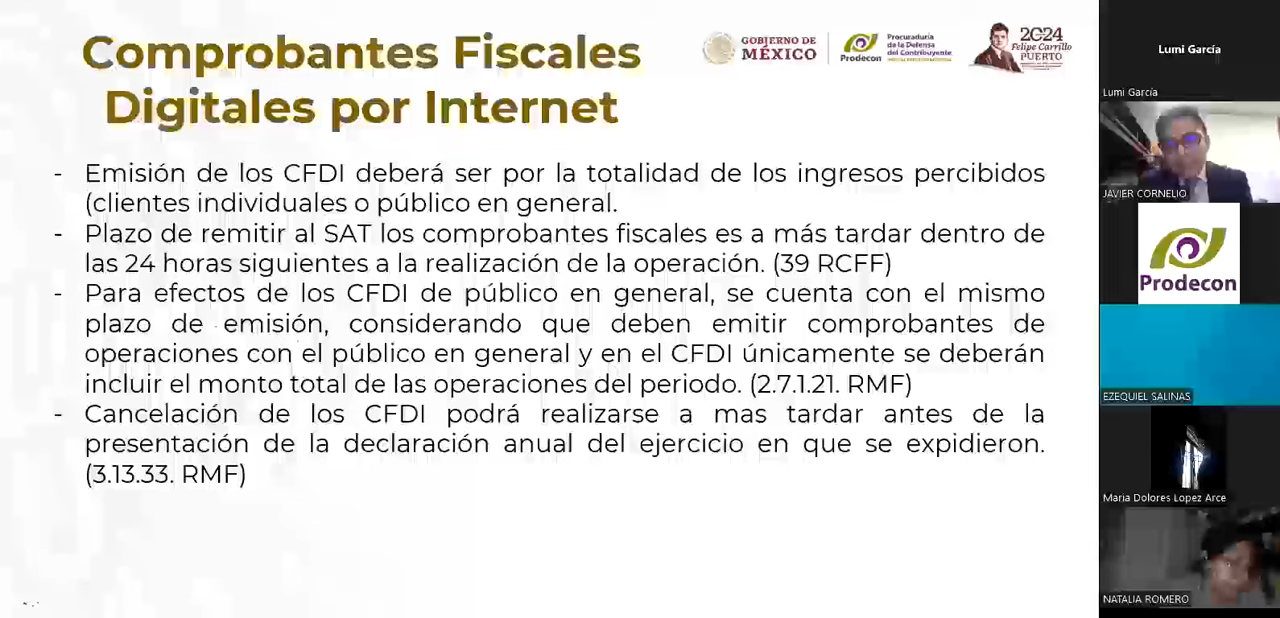 Comprobantes Fiscales
Digitales por Internet
GOBIERNO DE
MÉXICO
Prodecon
Procuraduría
de la Defensa
del Contribuyente
2024
Felipe Carrillo
PUERTO
- Emisión de los CFDI deberá ser por la totalidad de los ingresos percibidos
(clientes individuales o público en general.
- Plazo de remitir al SAT los comprobantes fiscales es a más tardar dentro de
las 24 horas siguientes a la realización de la operación. (39 RCFF)
- Para efectos de los CFDI de público en general, se cuenta con el mismo
plazo de emisión, considerando que deben emitir comprobantes de
operaciones con el público en general y en el CFDI únicamente se deberán
incluir el monto total de las operaciones del periodo. (2.7.1.21. RMF)
- Cancelación de los CFDI podrá realizarse a mas tardar antes de la
presentación de la declaración anual del ejercicio en que se expidieron.
(3.13.33. RMF)
Lumi García
Lumi García
JAVIER CORNELIO
Prodecon
EZEQUIEL SALINAS
Maria Dolores Lopez Arce
NATALIA ROMERO